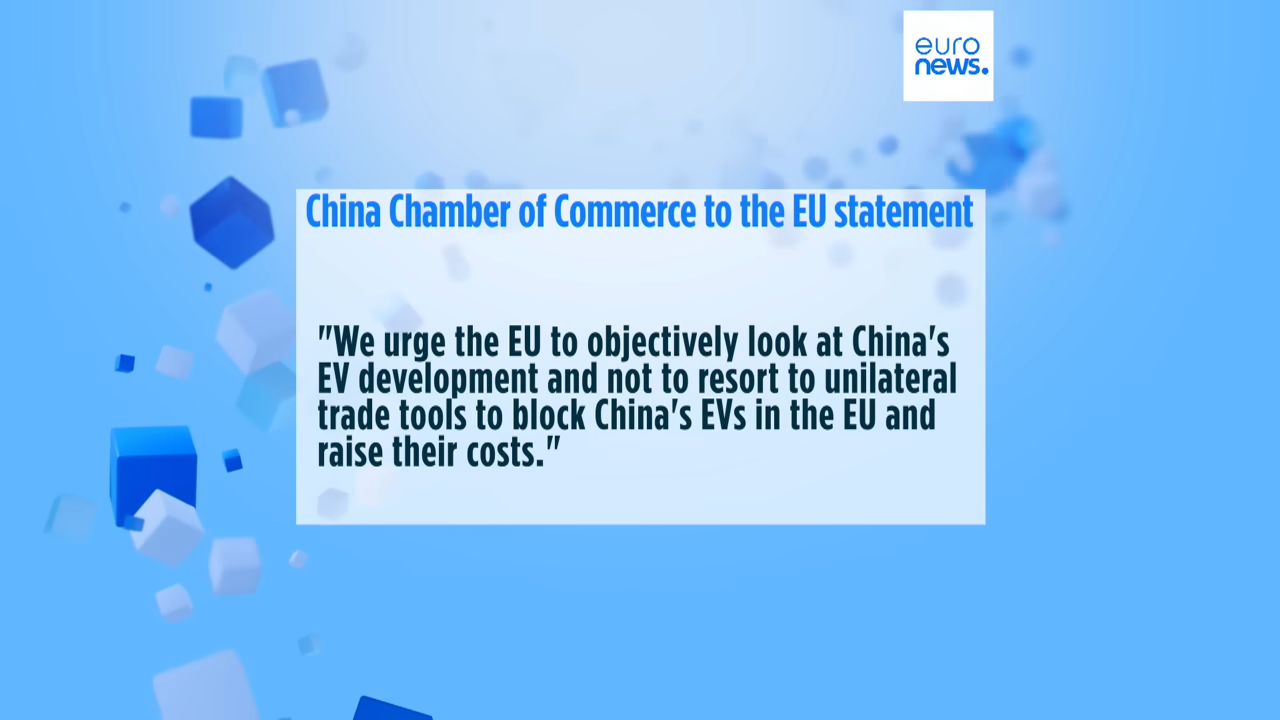 euro
news.
China Chamber of Commerce to the EU statement
"We urge the EU to objectively look at China's
EV development and not to resort to unilateral
trade tools to block China's EVs in the EU and
raise their costs."